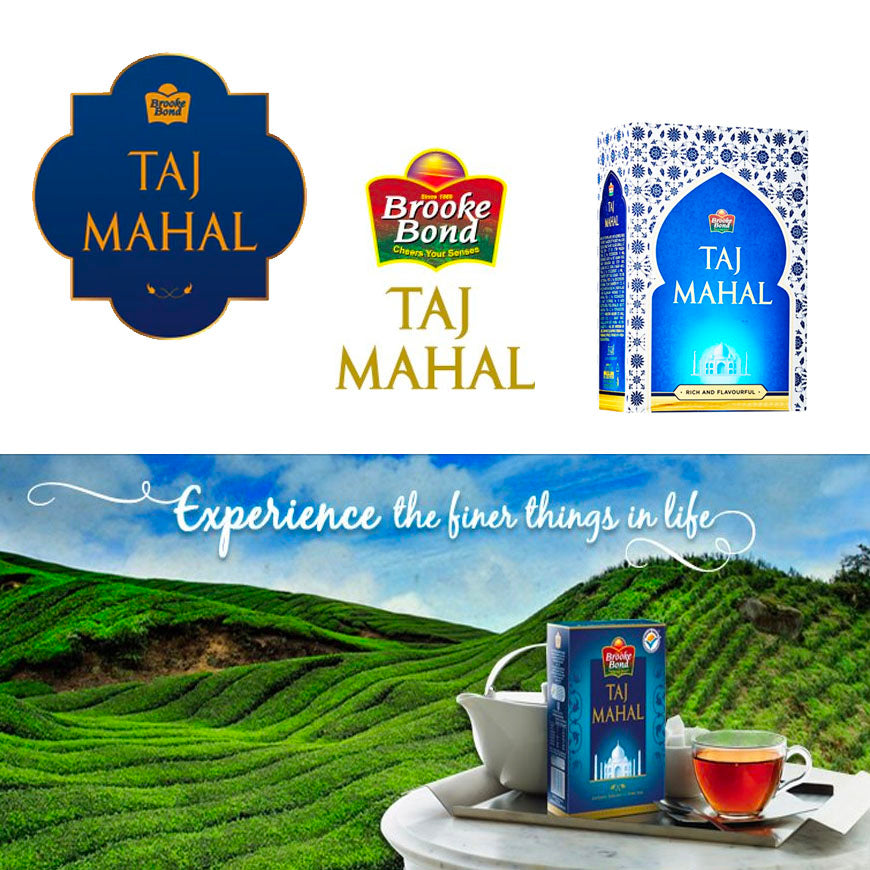 Brooke
Bond
TAJ
MAHAL
Since 1869
Brooke
Bond
Cheers Your Senses
TAJ
MAHAL
TAJ
MAHAL
Brooke
Bond
TAJ
MAHAL
RICH AND FLAVOURFUL
Experience the finer things in life
Brooke
Bond
TAJ
MAHAL